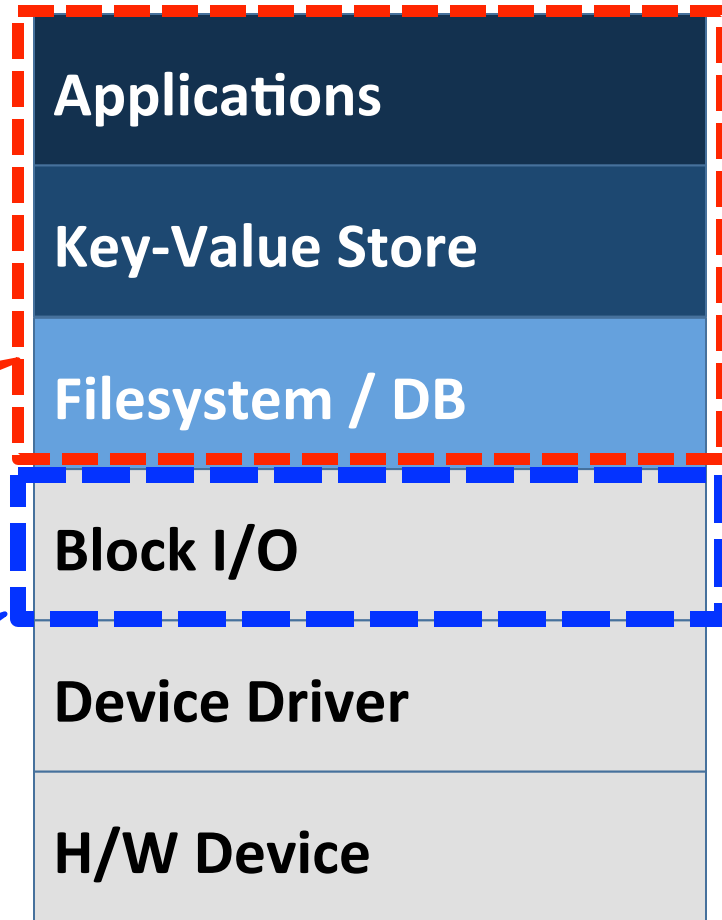 Applications
Key-Value Store
Filesystem / DB
Block I/O
Device Driver
H/W Device